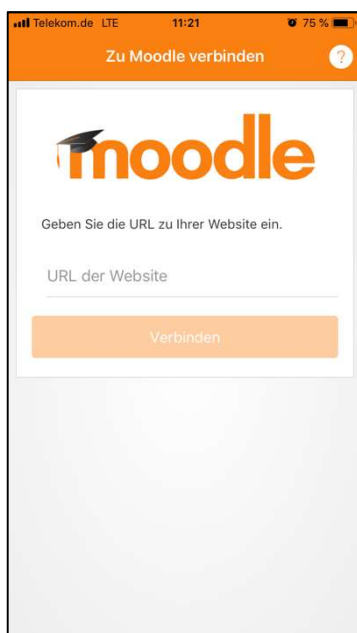 Telekom.de LTE 11:21 75 %
Zu Moodle verbinden ?
moodle
Geben Sie die URL zu Ihrer Website ein.
URL der Website
Verbinden